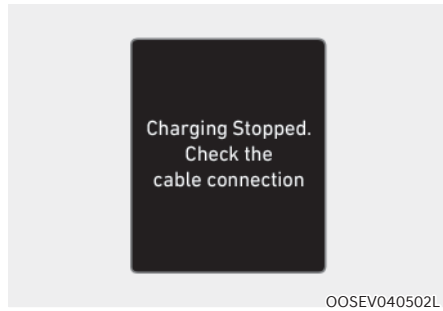 Charging Stopped.
Check the
cable connection
OOSEV040502L